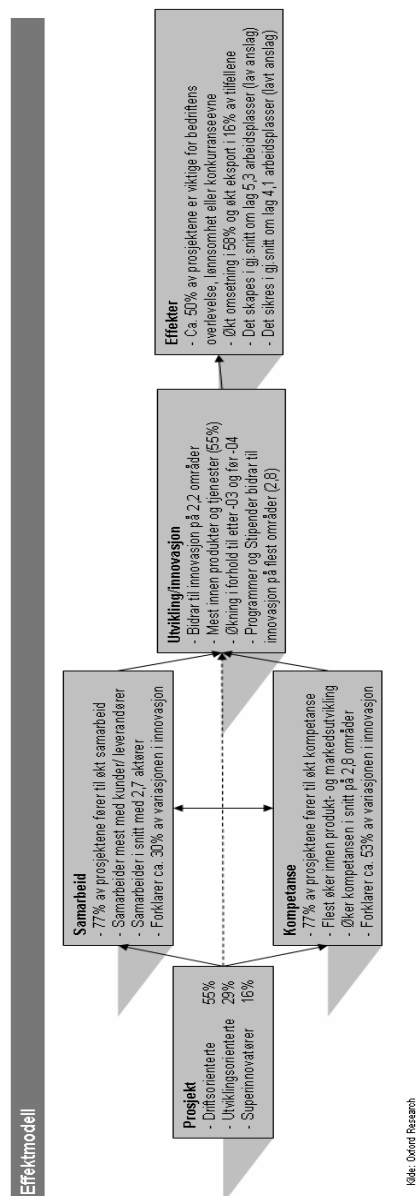 Effektmodell
Prosjekt
- Driftsorienterte 55%
- Utviklingsorienterte 29%
- Superinnovatører 16%
Samarbeid
- 77% av prosjektene fører til økt samarbeid
- Samarbeider mest med kunder/ leverandører
- Samarbeider i snitt med 2,7 aktører
- Forklarer ca. 30% av variasjonen i innovasjon
Kompetanse
- 77% av prosjektene fører til økt kompetanse
- Flest øker innen produkt- og markedsutvikling
- Øker kompetansen i snitt på 2,8 områder
- Forklarer ca. 53% av variasjonen i innovasjon
Utvikling/innovasjon
- Bidrar til innovasjon på 2,2 områder
- Mest innen produkter og tjenester (55%)
- Økning i forhold til etter -03 og før -04
- Programmer og Stipender bidrar til
innovasjon på flest områder (2,8)
Effekter
- Ca. 50% av prosjektene er viktige for bedriftens
overlevelse, lønnsomhet eller konkurranseevne
- Økt omsetning i 58% og økt eksport i 16% av tilfellene
- Det skapes i gj.snitt om lag 5,3 arbeidsplasser (lav anslag)
- Det sikres i gj.snitt om lag 4,1 arbeidsplasser (lavt anslag)
Kilde: Oxford Research